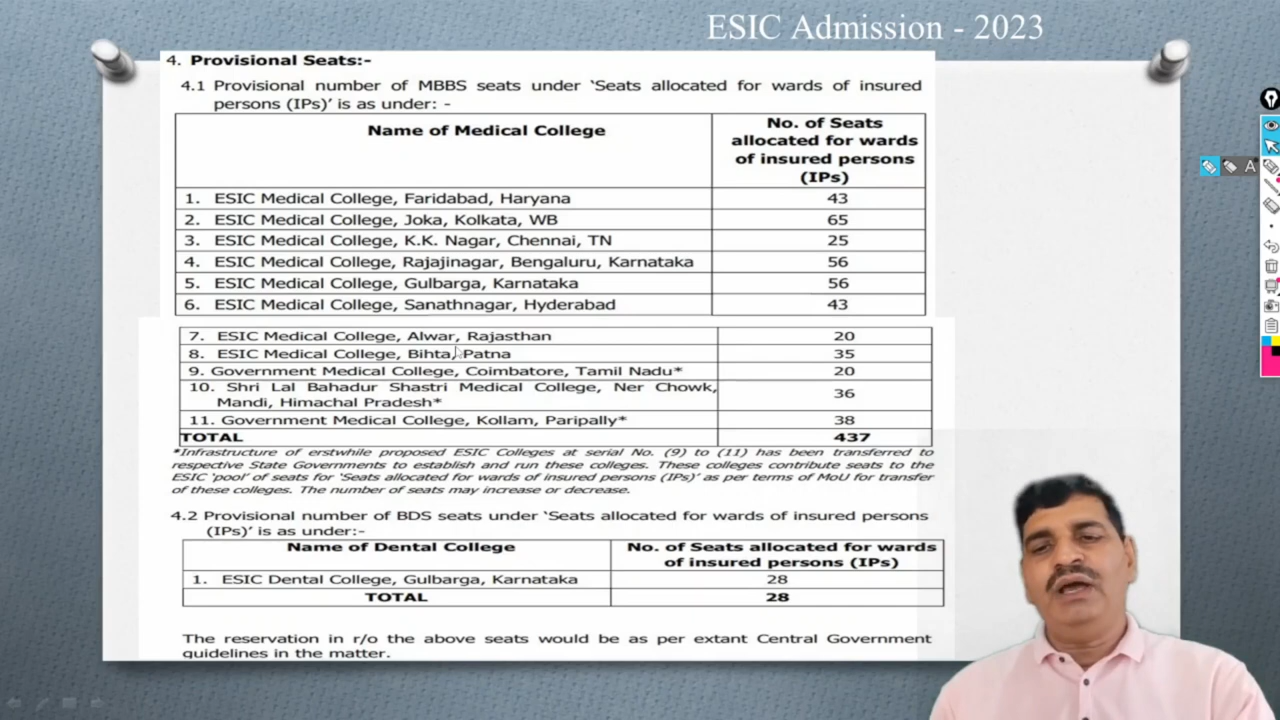 ESIC Admission - 2023
4. Provisional Seats:-
4.1 Provisional number of MBBS seats under ‘Seats allocated for wards of insured
persons (IPs)’ is as under: -
Name of Medical College
No. of Seats
allocated for wards
of insured persons
(IPs)
1. ESIC Medical College, Faridabad, Haryana 43
2. ESIC Medical College, Joka, Kolkata, WB 65
3. ESIC Medical College, K.K. Nagar, Chennai, TN 25
4. ESIC Medical College, Rajajinagar, Bengaluru, Karnataka 56
5. ESIC Medical College, Gulbarga, Karnataka 56
6. ESIC Medical College, Sanathnagar, Hyderabad 43
7. ESIC Medical College, Alwar, Rajasthan 20
8. ESIC Medical College, Bihta, Patna 35
9. Government Medical College, Coimbatore, Tamil Nadu* 20
10. Shri Lal Bahadur Shastri Medical College, Ner Chowk,
Mandi, Himachal Pradesh* 36
11. Government Medical College, Kollam, Paripally* 38
TOTAL 437
*Infrastructure of erstwhile proposed ESIC Colleges at serial No. (9) to (11) has been transferred to
respective State Governments to establish and run these colleges. These colleges contribute seats to the
ESIC ‘pool’ of seats for ‘Seats allocated for wards of insured persons (IPs)’ as per terms of MoU for transfer
of these colleges. The number of seats may increase or decrease.
4.2 Provisional number of BDS seats under ‘Seats allocated for wards of insured persons
(IPs)’ is as under:-
Name of Dental College
No. of Seats allocated for wards
of insured persons (IPs)
1. ESIC Dental College, Gulbarga, Karnataka 28
TOTAL 28
The reservation in r/o the above seats would be as per extant Central Government
guidelines in the matter.
A